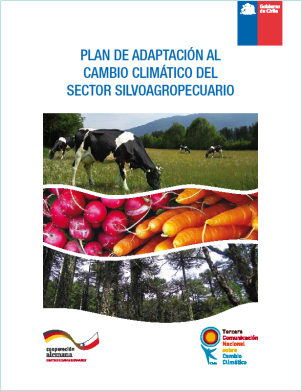 Gobierno
de Chile
PLAN DE ADAPTACIÓN AL
CAMBIO CLIMÁTICO DEL
SECTOR SILVOAGROPECUARIO
cooperación
alemana
Tercera
Comunicación
Nacional
sobre
Cambio
Climático